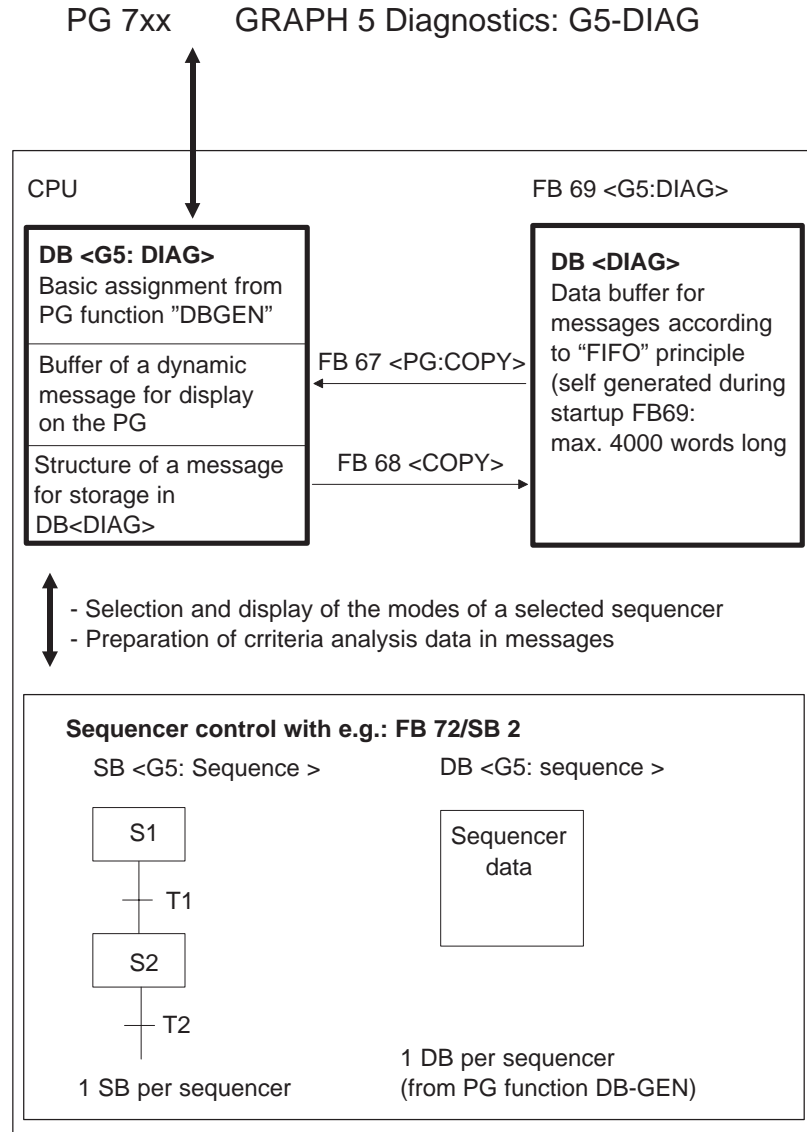 PG 7xx GRAPH 5 Diagnostics: G5-DIAG
CPU
FB 69 <G5:DIAG>
DB <G5: DIAG>
Basic assignment from
PG function ”DBGEN”
Buffer of a dynamic
message for display
on the PG
Structure of a message
for storage in
DB<DIAG>
FB 67 <PG:COPY>
FB 68 <COPY>
DB <DIAG>
Data buffer for
messages according
to “FIFO” principle
(self generated during
startup FB69:
max. 4000 words long
- Selection and display of the modes of a selected sequencer
- Preparation of crriteria analysis data in messages
Sequencer control with e.g.: FB 72/SB 2
SB <G5: Sequence >
S1
T1
S2
T2
1 SB per sequencer
DB <G5: sequence >
Sequencer
data
1 DB per sequencer
(from PG function DB-GEN)